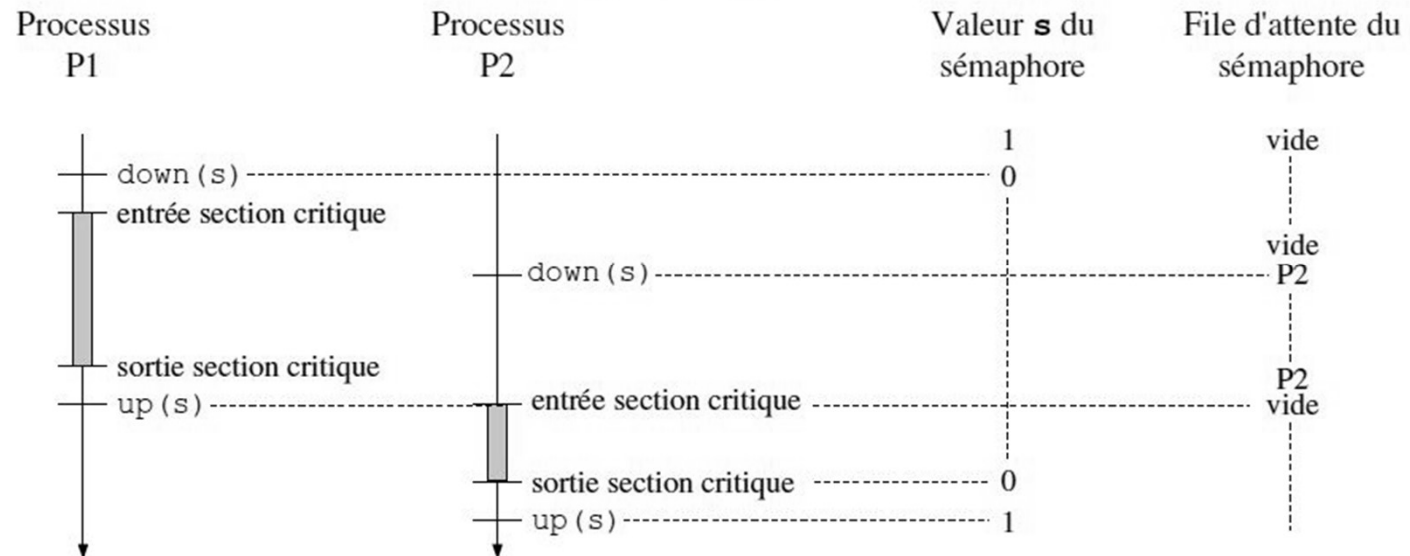 Processus Processus Valeur s du File d'attente du
P1 P2 sémaphore sémaphore
1 vide
down(s) 0
entrée section critique
vide
down(s) P2
sortie section critique
P2
up(s) entrée section critique vide
sortie section critique 0
up(s) 1